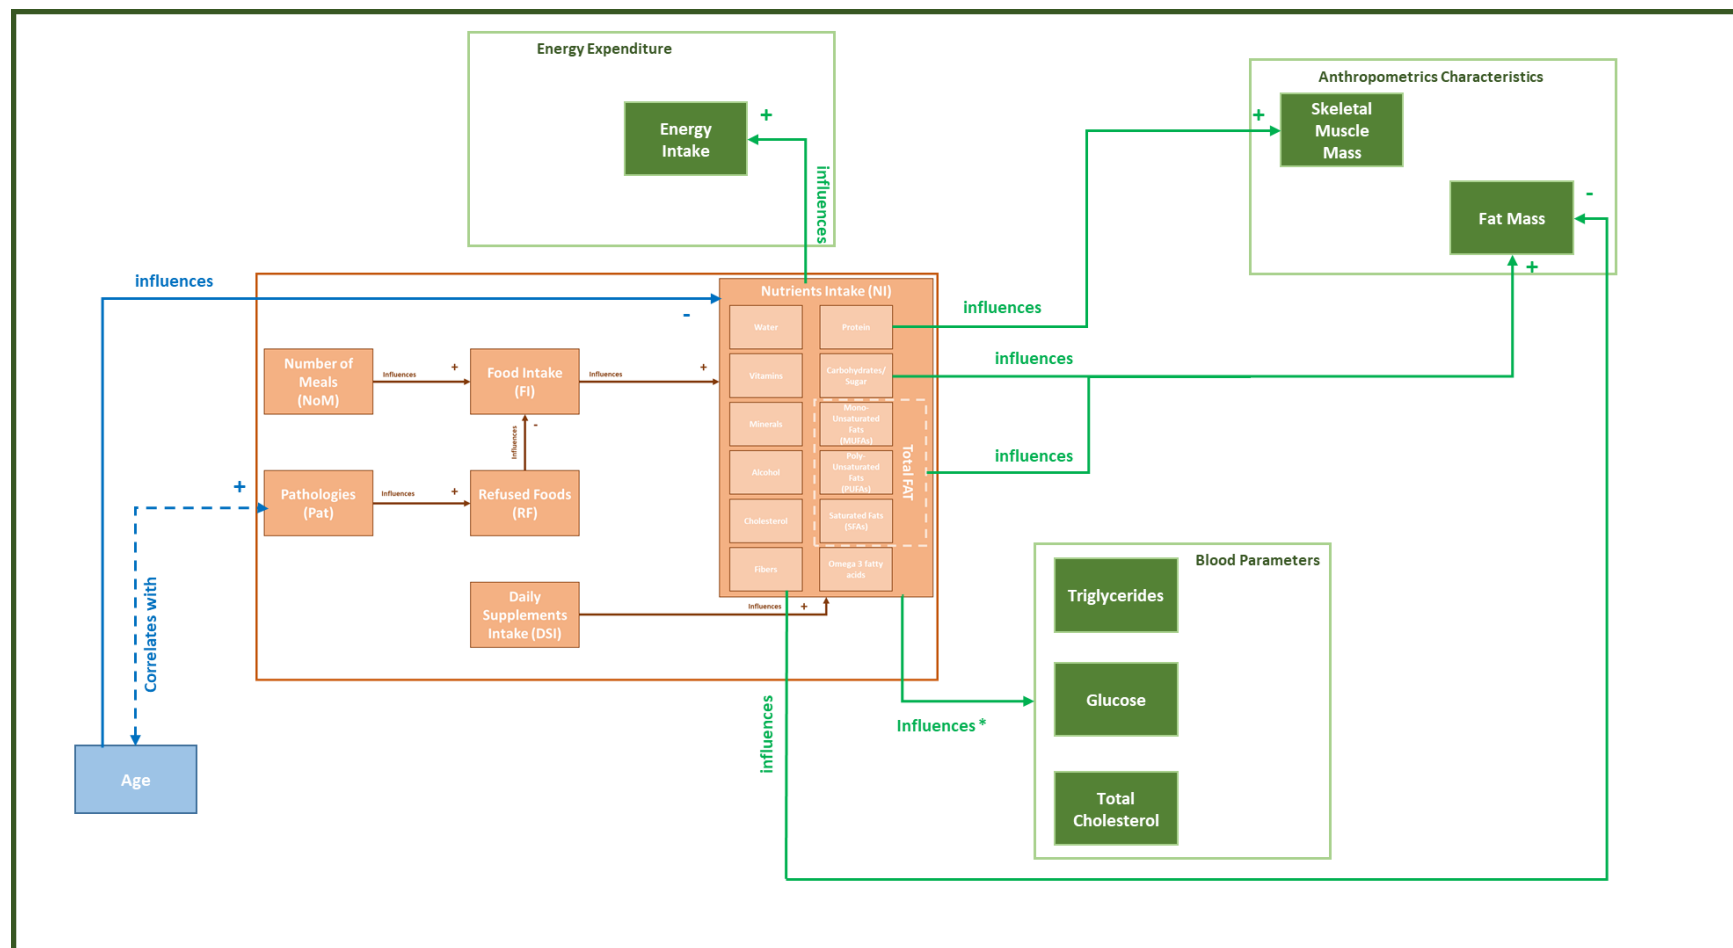 Energy Expenditure
Energy
Intake
+
influences
Anthropometrics Characteristics
Skeletal
Muscle
Mass
+
Fat Mass
-
+
influences
-
Nutrients Intake (NI)
Water
Protein
Vitamins
Carbohydrates/
Sugar
Minerals
Mono-
Unsaturated
Fats
(MUFAs)
Alcohol
Poly-
Unsaturated
Fats
(PUFAs)
Cholesterol
Saturated Fats
(SFAs)
Fibers
Omega 3 fatty
acids
Total FAT
influences
influences
influences
Number of
Meals
(NoM)
Influences
+
Food Intake
(FI)
Influences
+
Influences
-
Pathologies
(Pat)
Influences
+
Refused Foods
(RF)
+
Daily
Supplements
Intake (DSI)
Influences
+
Correlates with
Age
influences
Influences *
Blood Parameters
Triglycerides
Glucose
Total
Cholesterol